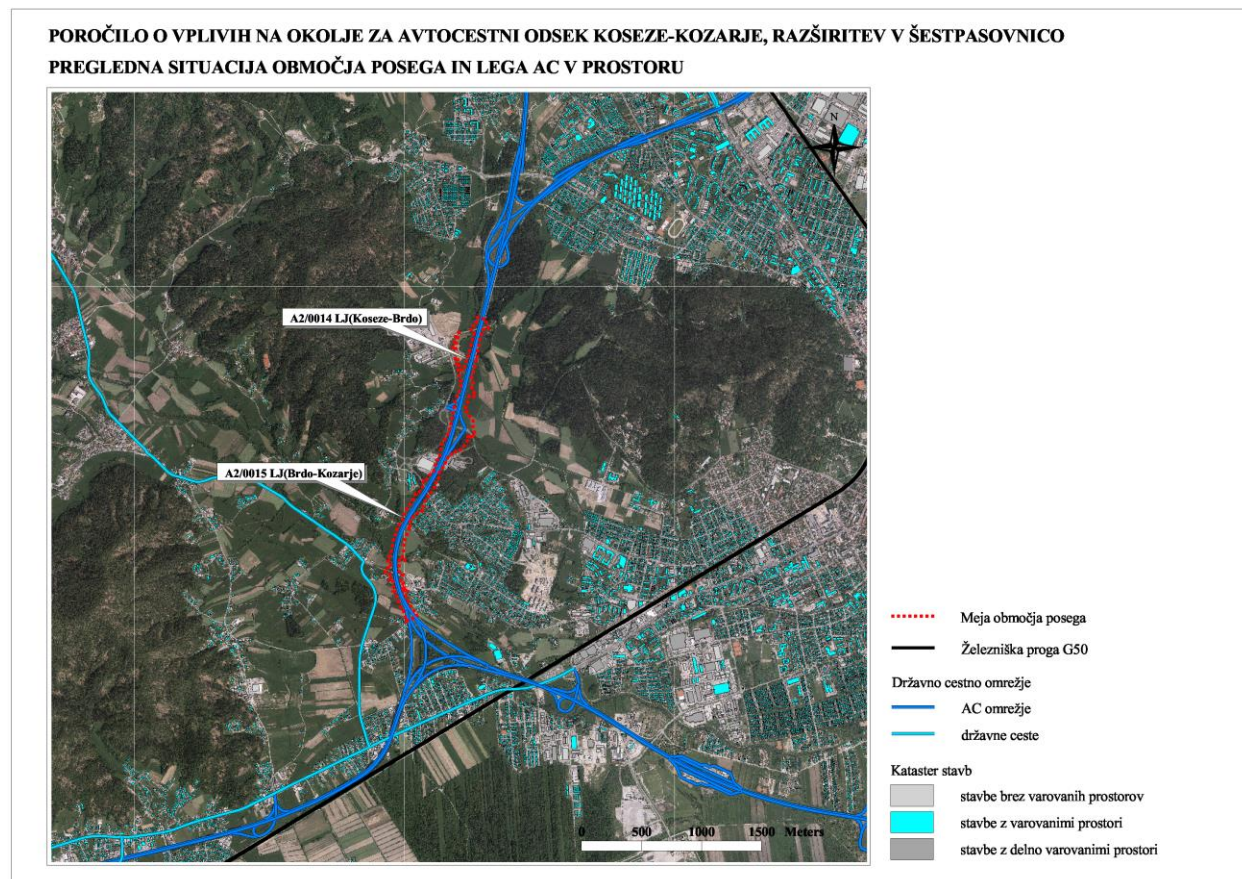 POROČILO O VPLIVIH NA OKOLJE ZA AVTOCESTNI ODSEK KOSEZE-KOZARJE, RAZŠIRITEV V ŠESTPASOVNICO
PREGLEDNA SITUACIJA OBMOČJA POSEGA IN LEGA AC V PROSTORU
N
A2/0014 LJ(Koseze-Brdo)
A2/0015 LJ(Brdo-Kozarje)
0 500 1000 1500 Meters
Meja območja posega
Železniška proga G50
Državno cestno omrežje
AC omrežje
državne ceste
Kataster stavb
stavbe brez varovanih prostorov
stavbe z varovanimi prostori
stavbe z delno varovanimi prostori